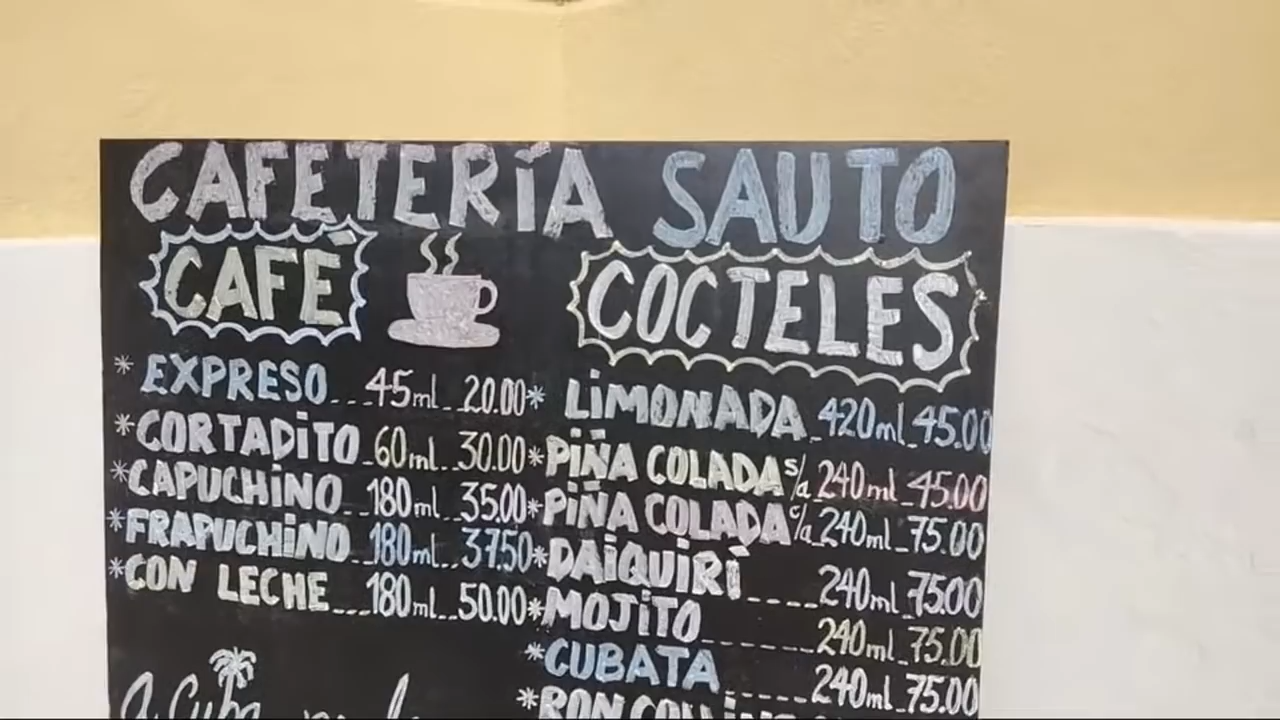 CAFETERÍA SAUTO
CAFÉ
* EXPRESO...45ml..20.00
* CORTADITO 60ml..30.00
* CAPUCHINO..180ml..35.00
* FRAPUCHINO..180ml..37.50
* CON LECHE...180ml..50.00
a Cuba
COCTELES
* LIMONADA.420ml.45.00
* PIÑA COLADA s/a 240ml.45.00
* PIÑA COLADA c/a.240ml.75.00
* DAIQUIRÍ ----240ml.75.00
* MOJITO ------240ml.75.00
* CUBATA -----240ml.75.00
* RON COLLINS